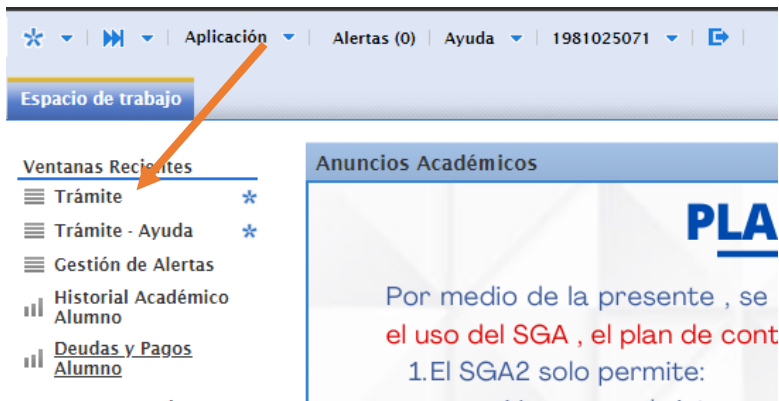 Aplicación Alertas (0) Ayuda 1981025071
Espacio de trabajo
Ventanas Recientes
Trámite
Trámite - Ayuda
Gestión de Alertas
Historial Académico
Alumno
Deudas y Pagos
Alumno
Anuncios Académicos
PLA
Por medio de la presente , se
el uso del SGA , el plan de cont
1.El SGA2 solo permite: